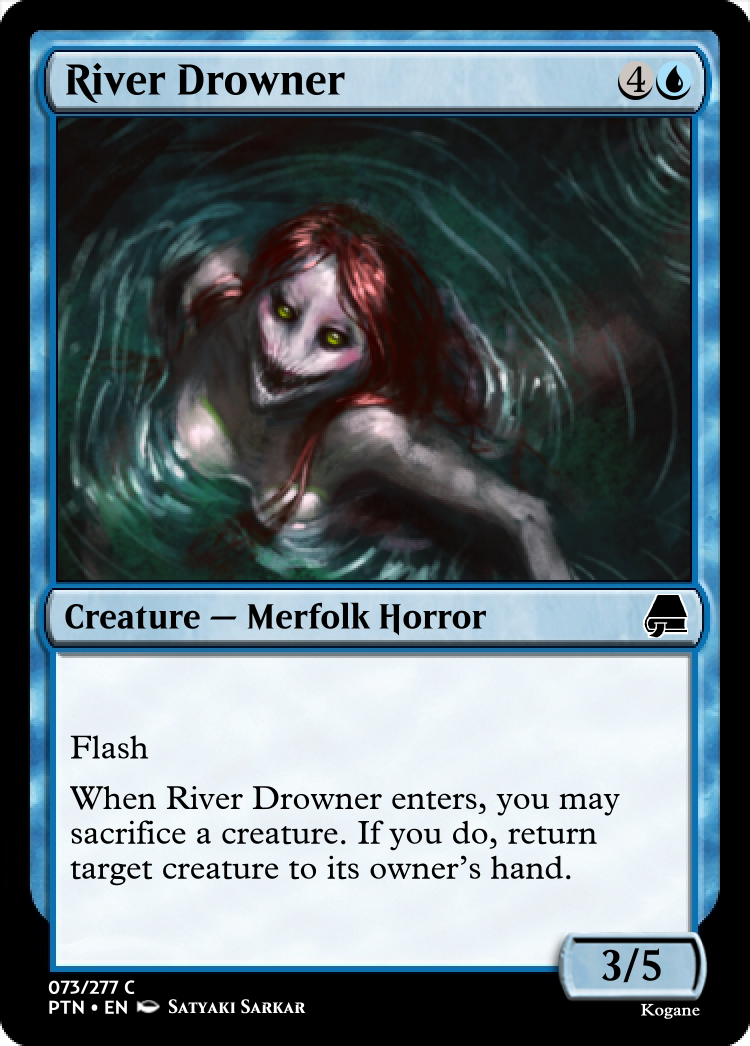 River Drowner 4
Creature — Merfolk Horror
Flash
When River Drowner enters, you may
sacrifice a creature. If you do, return
target creature to its owner's hand.
3/5
073/277 C
PTN • EN Satyaki Sarkar
Kogane